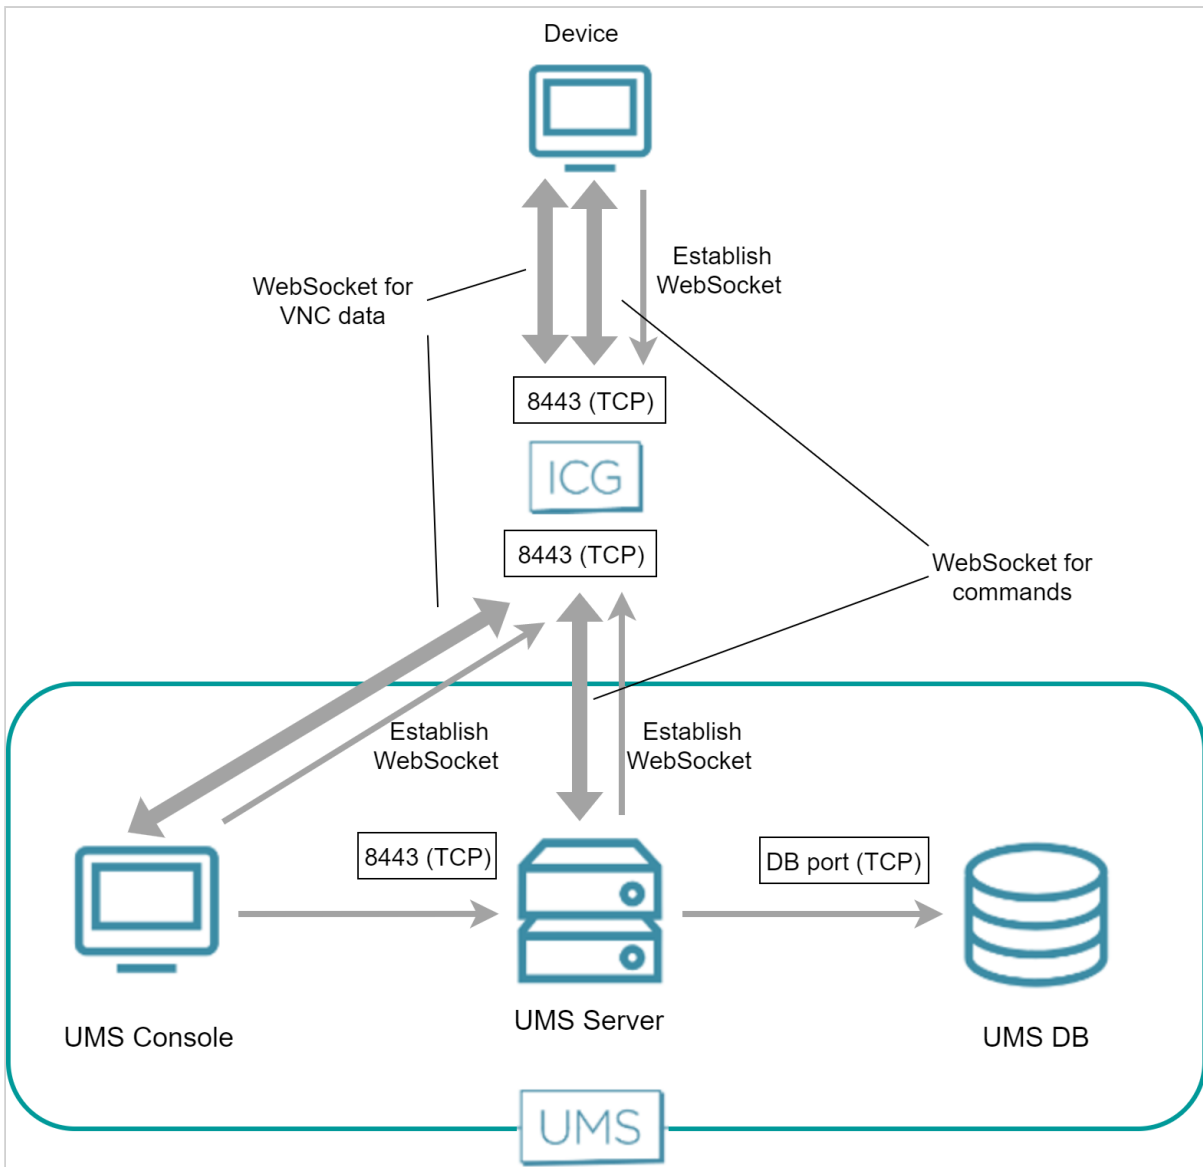 Device
Establish
WebSocket
WebSocket for
VNC data
8443 (TCP)
ICG
8443 (TCP)
WebSocket for
commands
Establish
WebSocket
Establish
WebSocket
8443 (TCP)
DB port (TCP)
UMS Console
UMS Server
UMS DB
UMS